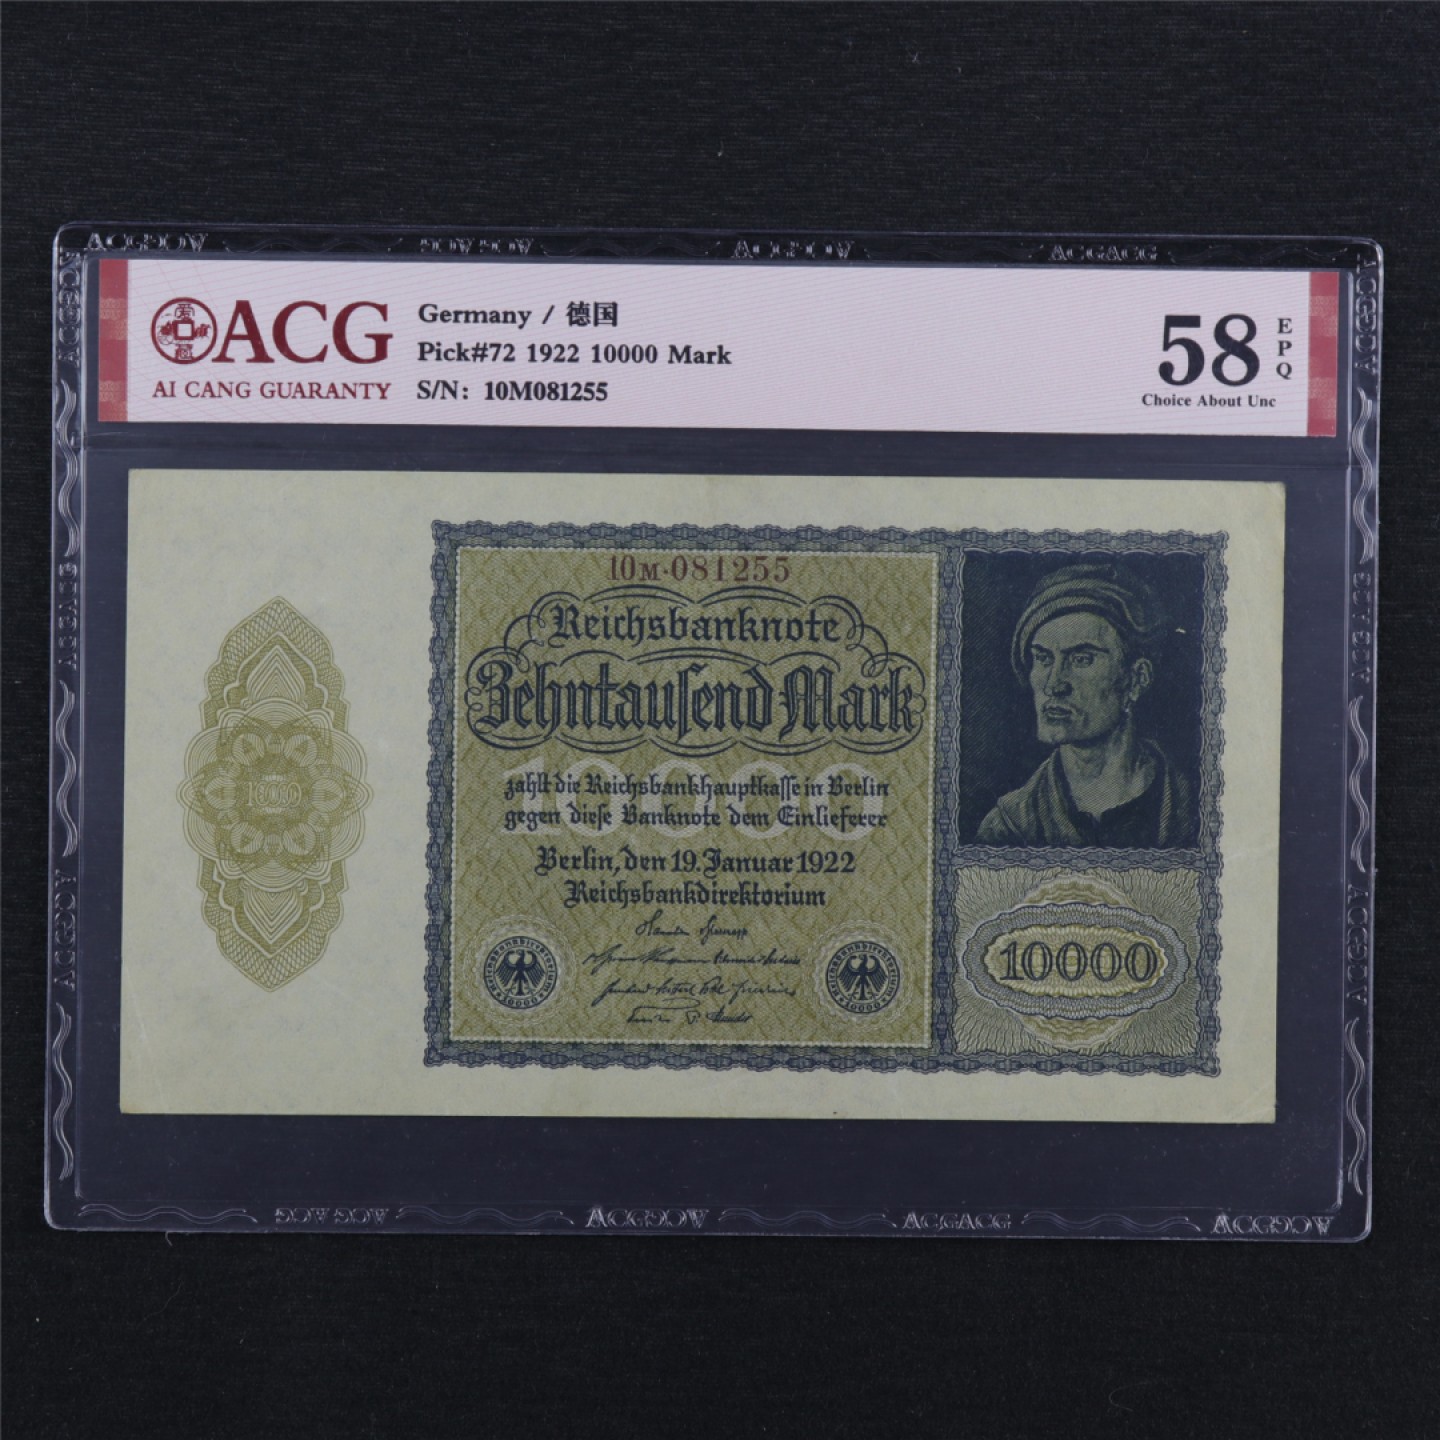 ACG
AI CANG GUARANTY
Germany / 德国
Pick#72 1922 10000 Mark
S/N: 10M081255
58
EPQ
Choice About Unc
10M·081255
Reichsbanknote
Zehntausend Mark
10000
zahlt die Reichsbankhauptkasse in Berlin
gegen diese Banknote dem Einlieferer
Berlin, den 19. Januar 1922
Reichsbankdirektorium
10000
10000